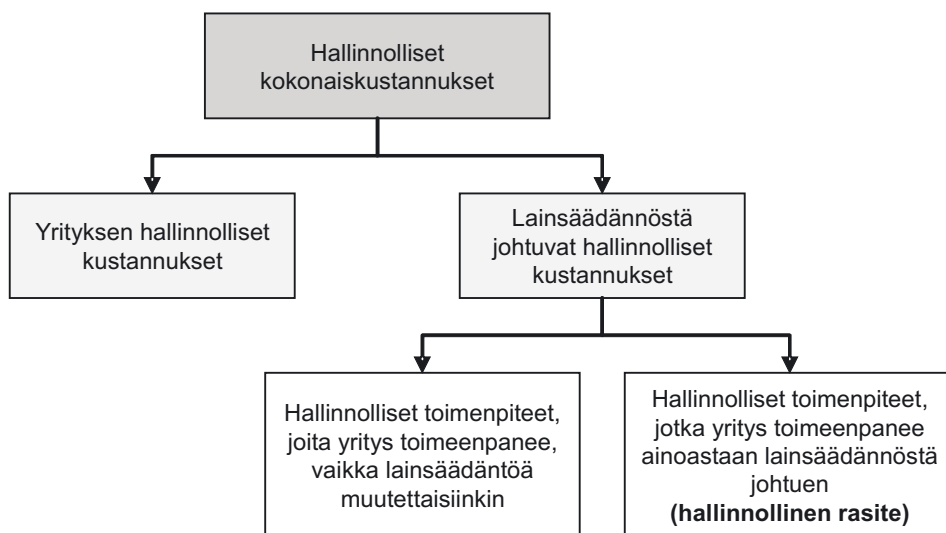 Hallinnolliset
kokonaiskustannukset
Yrityksen hallinnolliset
kustannukset
Lainsäädännöstä
johtuvat hallinnolliset
kustannukset
Hallinnolliset toimenpiteet,
joita yritys toimeenpanee,
vaikka lainsäädäntöä
muutettaisiinkin
Hallinnolliset toimenpiteet,
jotka yritys toimeenpanee
ainoastaan lainsäädännöstä
johtuen
(hallinnollinen rasite)